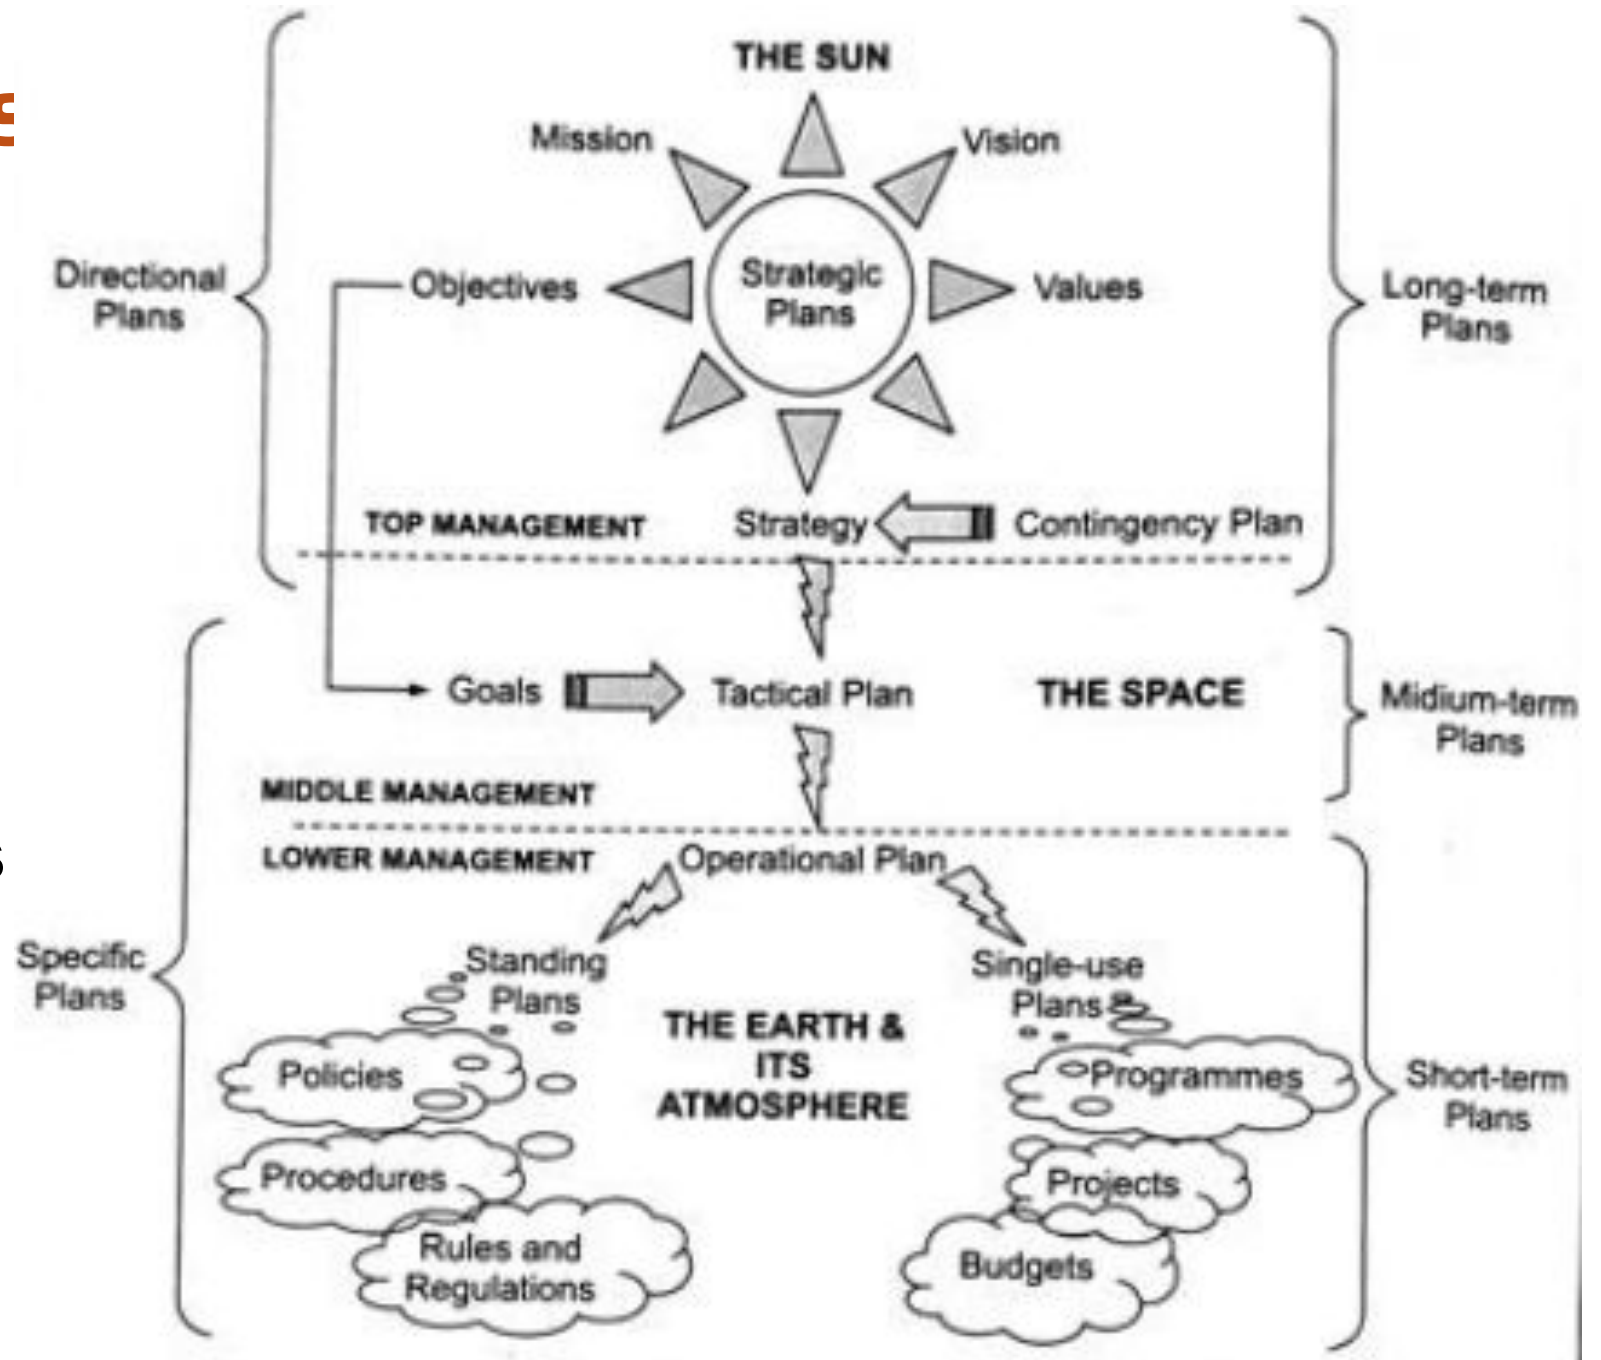 s
THE SUN
Mission
Vision
Directional
Plans
Objectives
Strategic
Plans
Values
Long-term
Plans
TOP MANAGEMENT
Strategy
Contingency Plan
Goals
Tactical Plan
THE SPACE
Midium-term
Plans
MIDDLE MANAGEMENT
LOWER MANAGEMENT
Operational Plan
s
Specific
Plans
Standing
Plans
Single-use
Plans
THE EARTH &
ITS
ATMOSPHERE
Policies
Programmes
Short-term
Plans
Procedures
Projects
Rules and
Regulations
Budgets